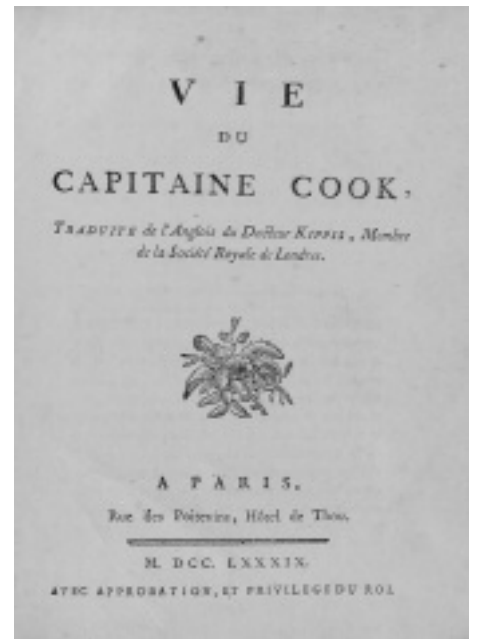 VIE
DU
CAPITAINE COOK,
TRADUITE de l'Anglois du Docteur KIPPIS, Membre
de la Société Royale de Londres.
A PARIS,
Rue des Poitevins, Hôtel de Thou.
M. DCC. LXXXIX.
AVEC APPROBATION, ET PRIVILEGE DU ROI.